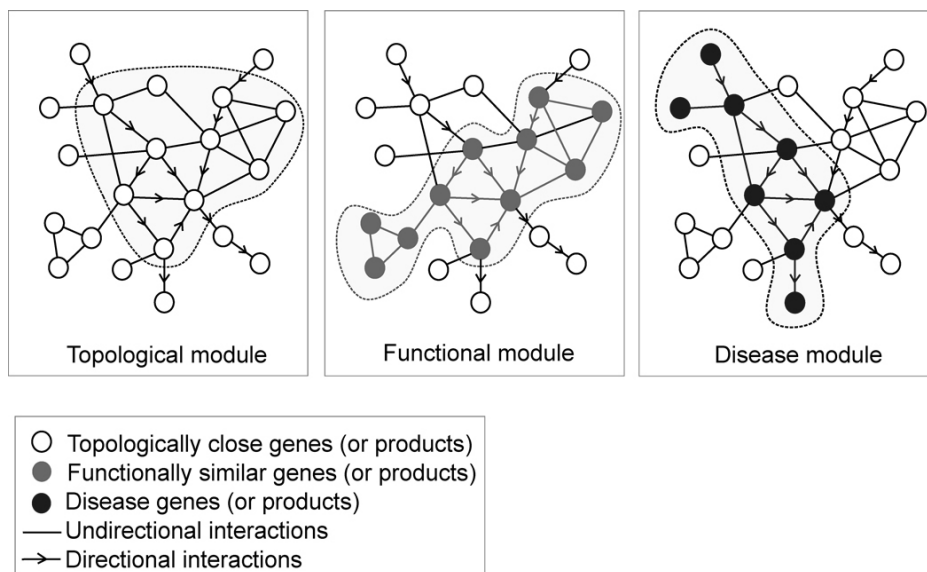 Topological module
Functional module
Disease module
Topologically close genes (or products)
Functionally similar genes (or products)
Disease genes (or products)
Undirectional interactions
Directional interactions